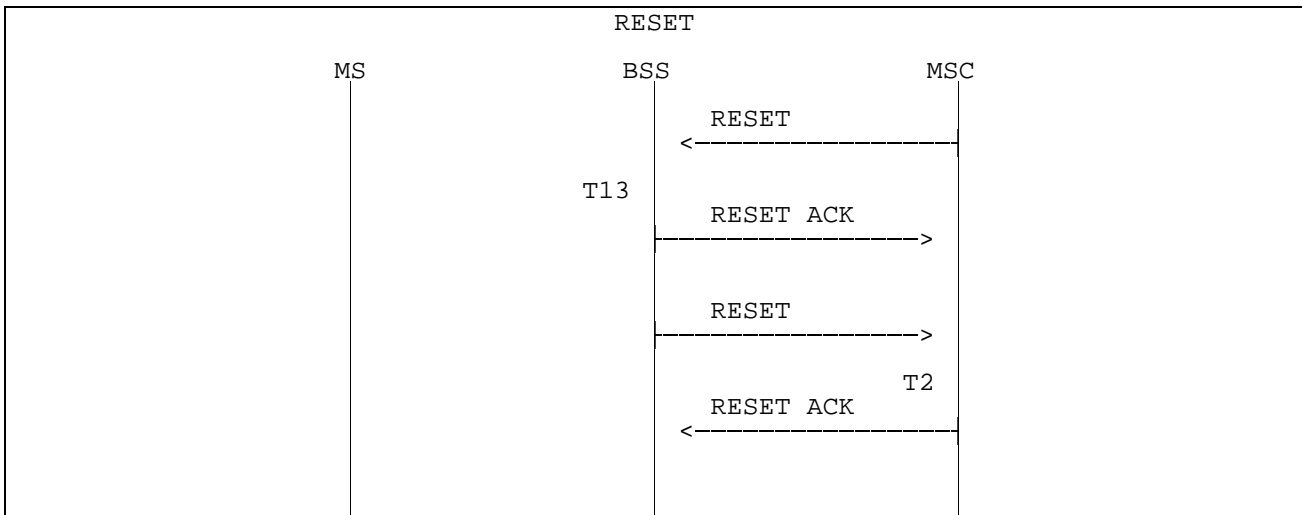 RESET
MS BSS MSC
RESET
T13
RESET ACK
RESET
T2
RESET ACK